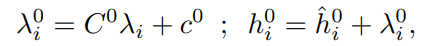 λ_i^0 = C^0 λ_i + c^0 ; h_i^0 = ĥ_i^0 + λ_i^0,